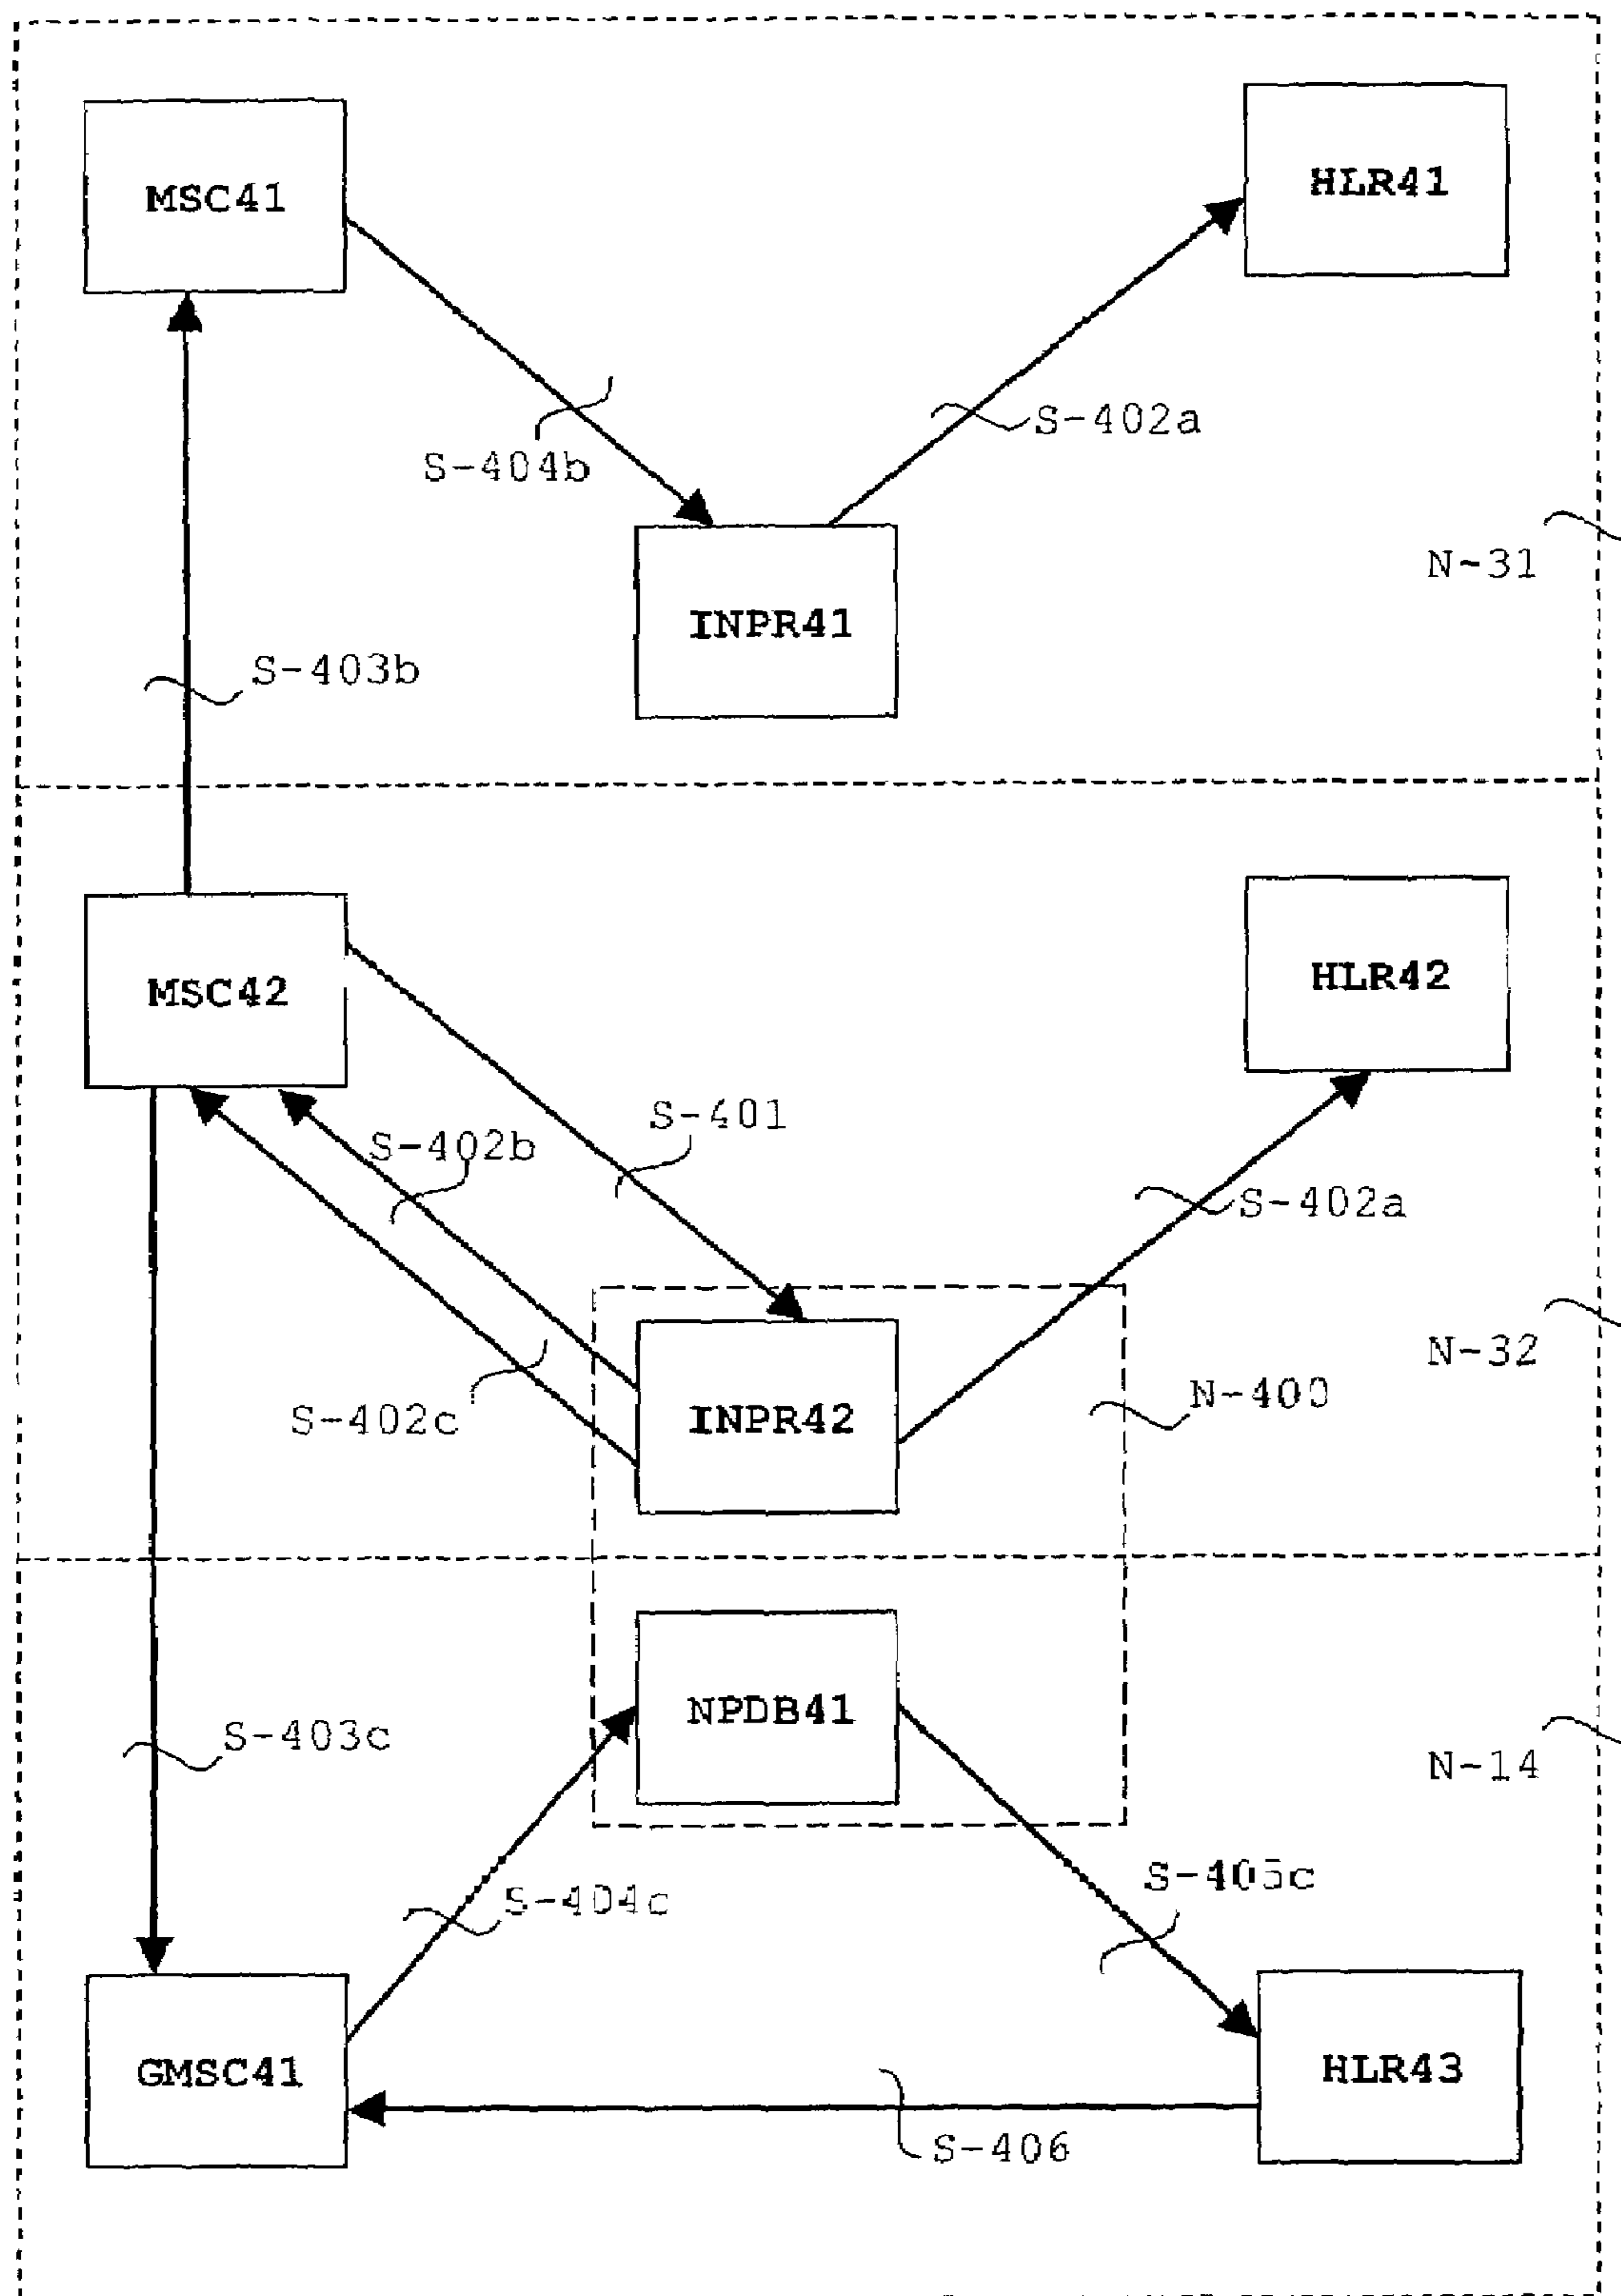 MSC41
HLR41
S-404b
S-402a
N-31
INPR41
S-403b
MSC42
HLR42
S-402b
S-401
S-402a
N-32
N-400
S-402c
INPR42
NPDB41
S-403c
N-14
S-404c
S-405c
GMSC41
HLR43
S-406